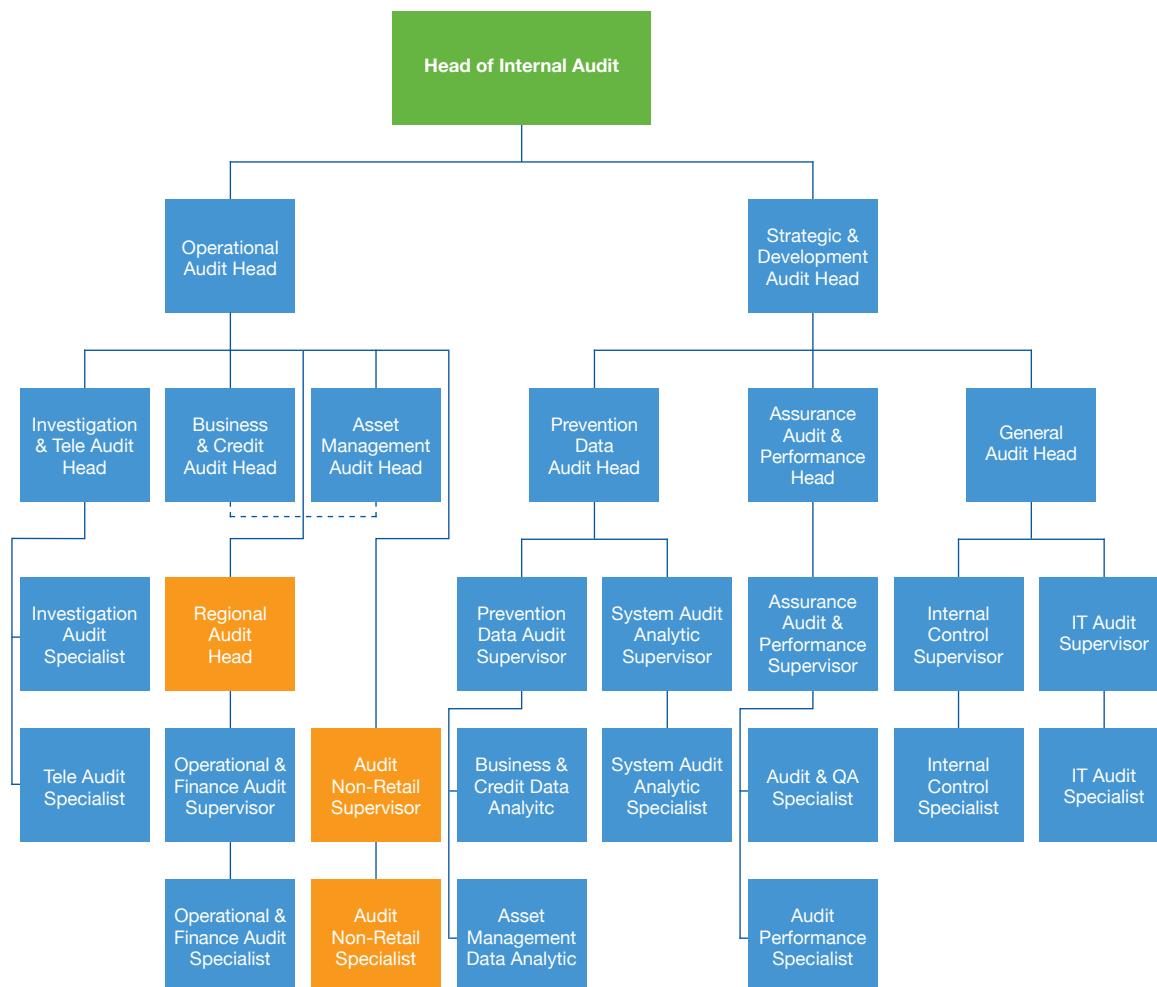 Head of Internal Audit
Operational
Audit Head
Strategic &
Development
Audit Head
Investigation
& Tele Audit
Head
Business
& Credit
Audit Head
Asset
Management
Audit Head
Prevention
Data
Audit Head
Assurance
Audit &
Performance
Head
General
Audit Head
Investigation
Audit
Specialist
Regional
Audit
Head
Prevention
Data Audit
Supervisor
System Audit
Analytic
Supervisor
Assurance
Audit &
Performance
Supervisor
Internal
Control
Supervisor
IT Audit
Supervisor
Tele Audit
Specialist
Operational &
Finance Audit
Supervisor
Audit
Non-Retail
Supervisor
Business &
Credit Data
Analyitc
System Audit
Analytic
Specialist
Audit & QA
Specialist
Internal
Control
Specialist
IT Audit
Specialist
Operational &
Finance Audit
Specialist
Audit
Non-Retail
Specialist
Asset
Management
Data Analytic
Audit
Performance
Specialist